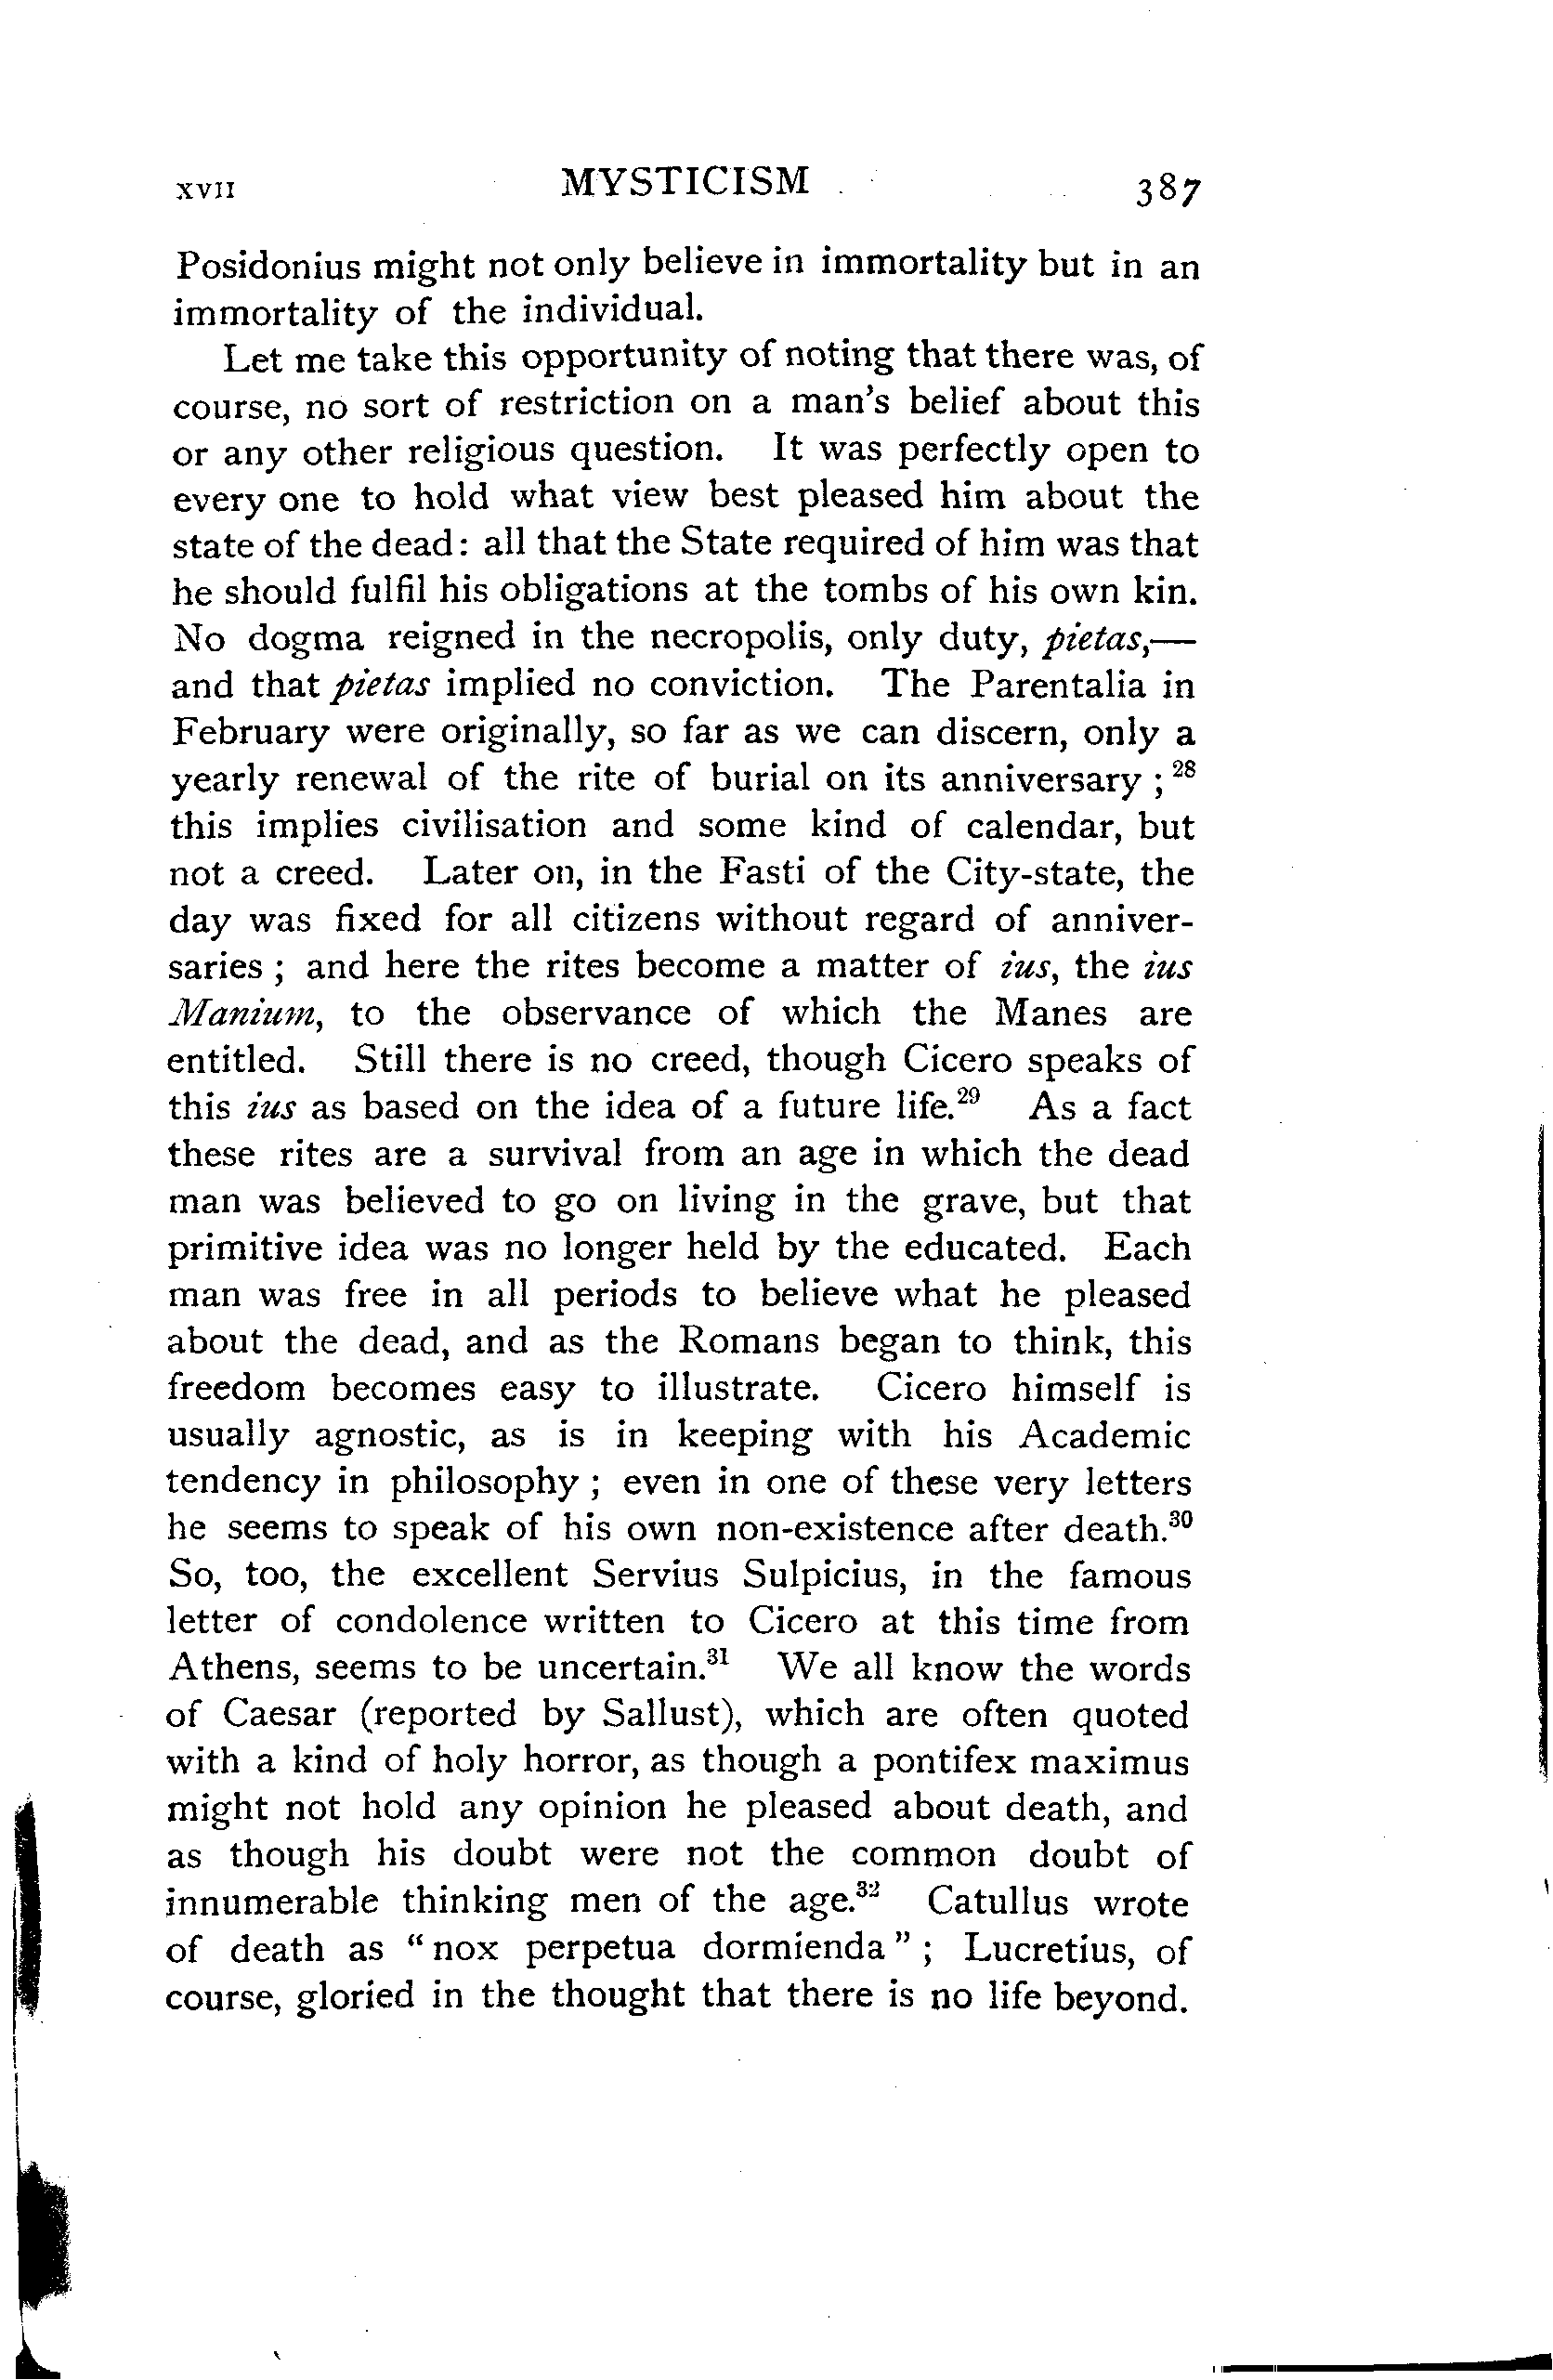 XVII MYSTICISM 387
Posidonius might not only believe in immortality but in an
immortality of the individual.
Let me take this opportunity of noting that there was, of
course, no sort of restriction on a man's belief about this
or any other religious question. It was perfectly open to
every one to hold what view best pleased him about the
state of the dead: all that the State required of him was that
he should fulfil his obligations at the tombs of his own kin.
No dogma reigned in the necropolis, only duty, pietas,—
and that pietas implied no conviction. The Parentalia in
February were originally, so far as we can discern, only a
yearly renewal of the rite of burial on its anniversary ;²⁸
this implies civilisation and some kind of calendar, but
not a creed. Later on, in the Fasti of the City-state, the
day was fixed for all citizens without regard of anniver-
saries ; and here the rites become a matter of ius, the ius
Manium, to the observance of which the Manes are
entitled. Still there is no creed, though Cicero speaks of
this ius as based on the idea of a future life.²⁹ As a fact
these rites are a survival from an age in which the dead
man was believed to go on living in the grave, but that
primitive idea was no longer held by the educated. Each
man was free in all periods to believe what he pleased
about the dead, and as the Romans began to think, this
freedom becomes easy to illustrate. Cicero himself is
usually agnostic, as is in keeping with his Academic
tendency in philosophy ; even in one of these very letters
he seems to speak of his own non-existence after death.³⁰
So, too, the excellent Servius Sulpicius, in the famous
letter of condolence written to Cicero at this time from
Athens, seems to be uncertain.³¹ We all know the words
of Caesar (reported by Sallust), which are often quoted
with a kind of holy horror, as though a pontifex maximus
might not hold any opinion he pleased about death, and
as though his doubt were not the common doubt of
innumerable thinking men of the age.³² Catullus wrote
of death as “ nox perpetua dormienda ” ; Lucretius, of
course, gloried in the thought that there is no life beyond.